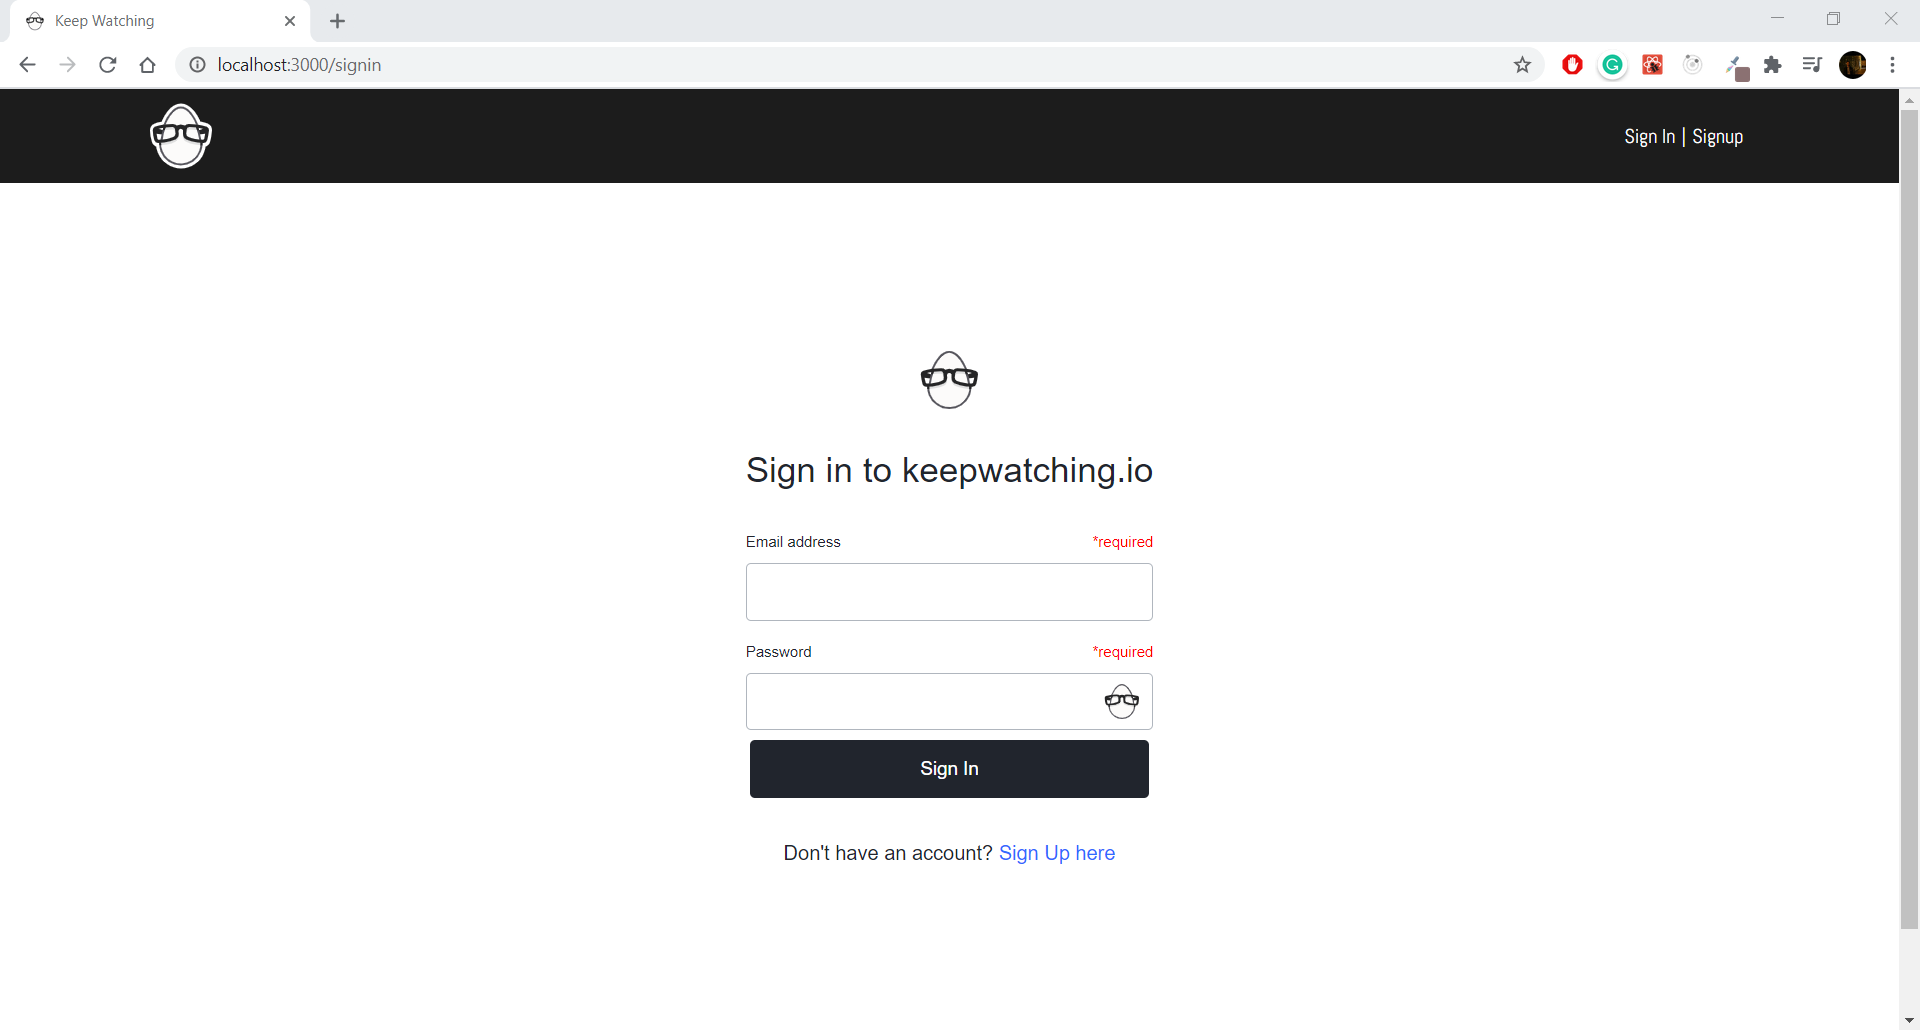 Keep Watching
localhost:3000/signin
Sign In | Signup
Sign in to keepwatching.io
Email address *required
Password *required
Sign In
Don't have an account? Sign Up here